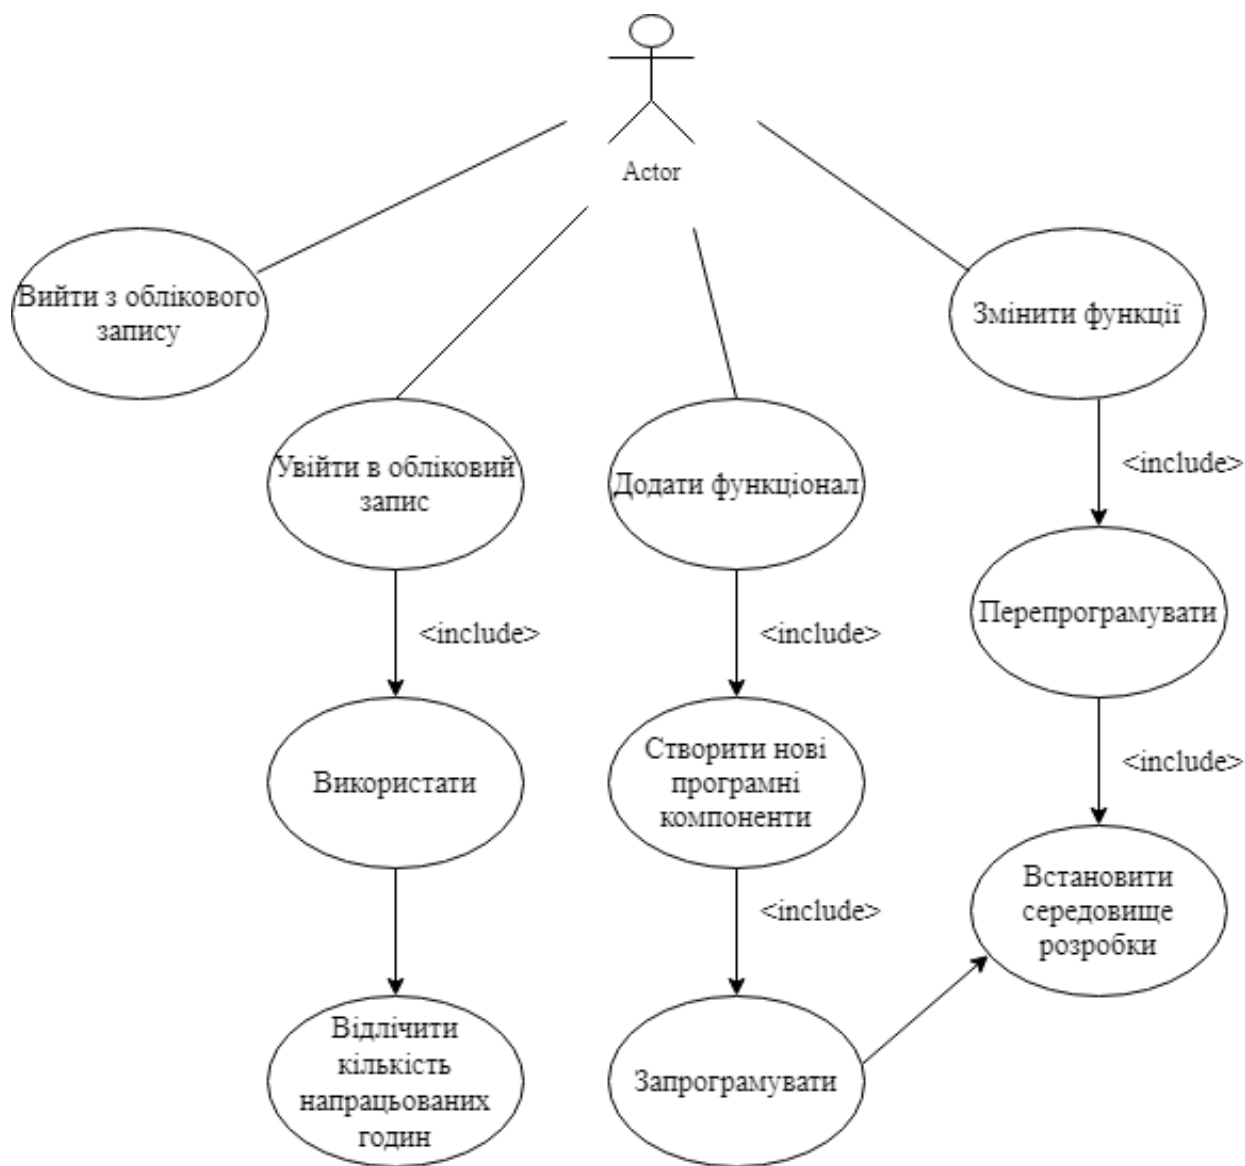 Actor
Вийти з облікового
запису
Змінити функції
Увійти в обліковий
запис
Додати функціонал
<include>
<include>
<include>
Перепрограмувати
Використати
Створити нові
програмні
компоненти
<include>
<include>
Встановити
середовище
розробки
Відлічити
кількість
напрацьованих
годин
Запрограмувати